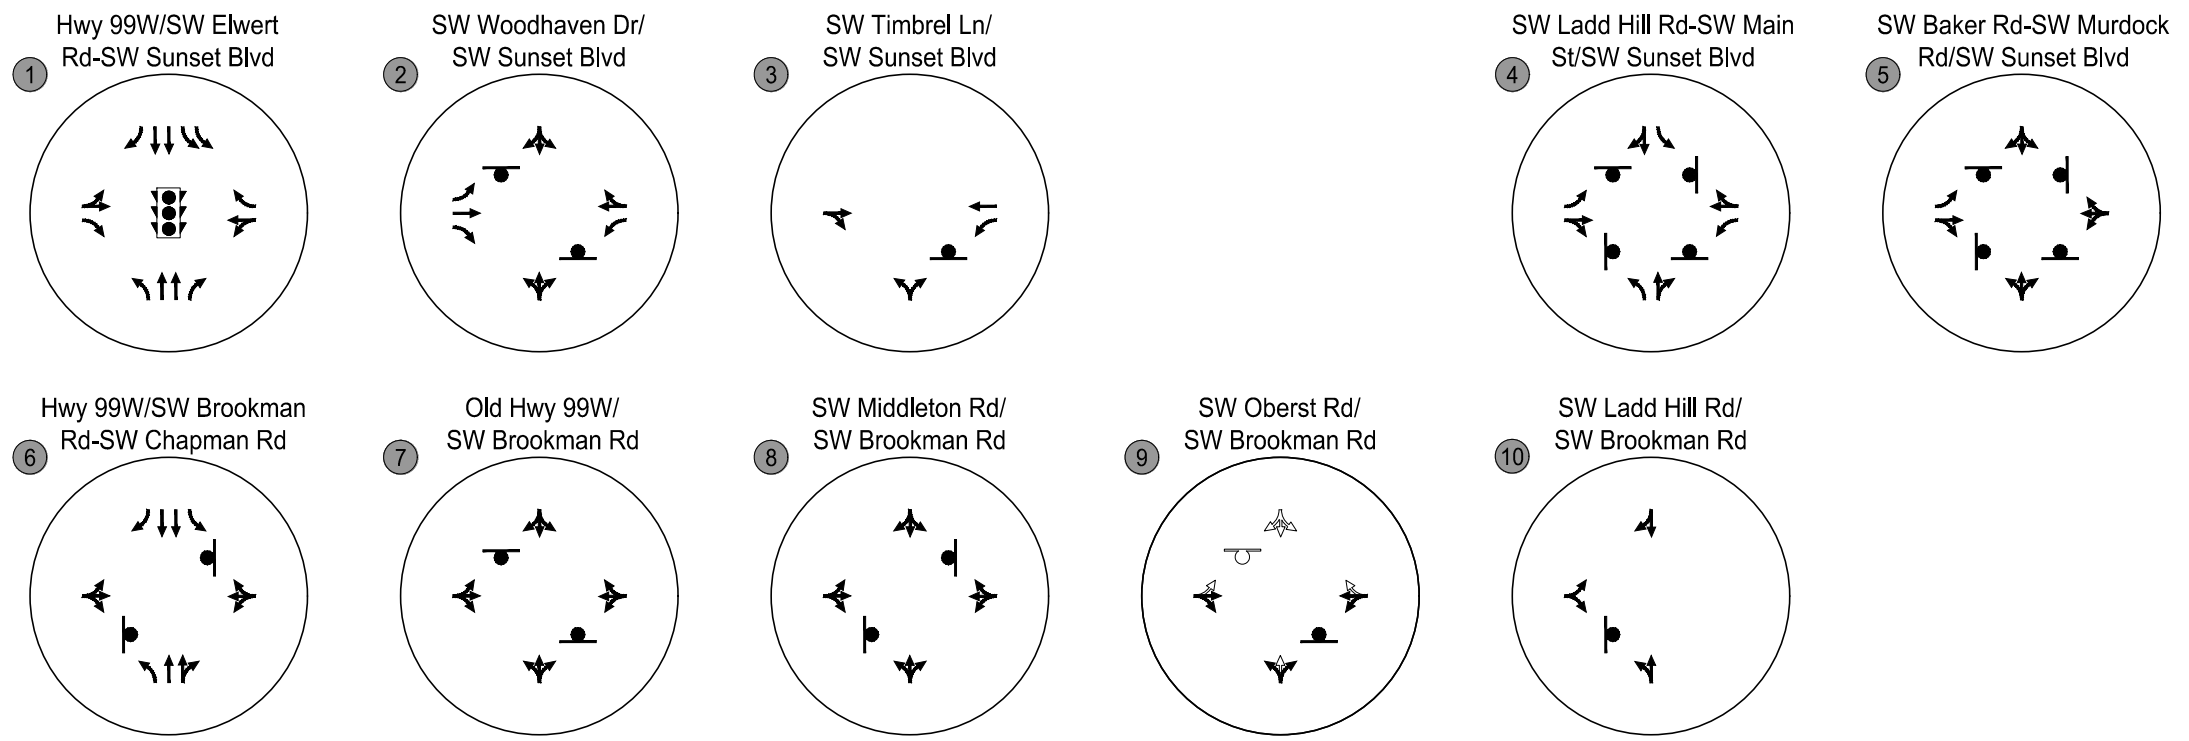 Hwy 99W/SW Elwert
Rd-SW Sunset Blvd
1
SW Woodhaven Dr/
SW Sunset Blvd
2
SW Timbrel Ln/
SW Sunset Blvd
3
SW Ladd Hill Rd-SW Main
St/SW Sunset Blvd
4
SW Baker Rd-SW Murdock
Rd/SW Sunset Blvd
5
Hwy 99W/SW Brookman
Rd-SW Chapman Rd
6
Old Hwy 99W/
SW Brookman Rd
7
SW Middleton Rd/
SW Brookman Rd
8
SW Oberst Rd/
SW Brookman Rd
9
SW Ladd Hill Rd/
SW Brookman Rd
10